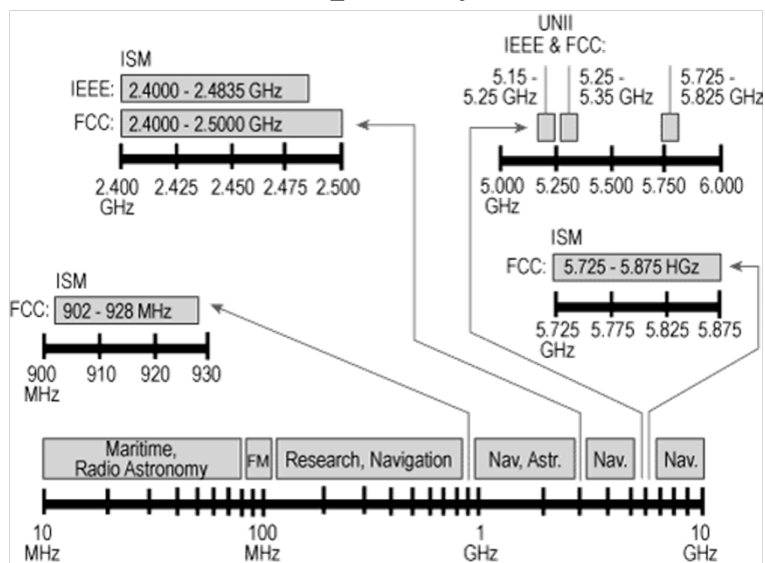 ISM
IEEE: 2.4000 - 2.4835 GHz
FCC: 2.4000 - 2.5000 GHz
2.400 2.425 2.450 2.475 2.500
GHz
UNII
IEEE & FCC:
5.15 - 5.25 - 5.725 -
5.25 GHz 5.35 GHz 5.825 GHz
5.000 5.250 5.500 5.750 6.000
GHz
ISM
FCC: 5.725 - 5.875 HGz
5.725 5.775 5.825 5.875
GHz
ISM
FCC: 902 - 928 MHz
900 910 920 930
MHz
Maritime,
Radio Astronomy
FM
Research, Navigation
Nav, Astr.
Nav.
Nav.
10 100 1 10
MHz MHz GHz GHz